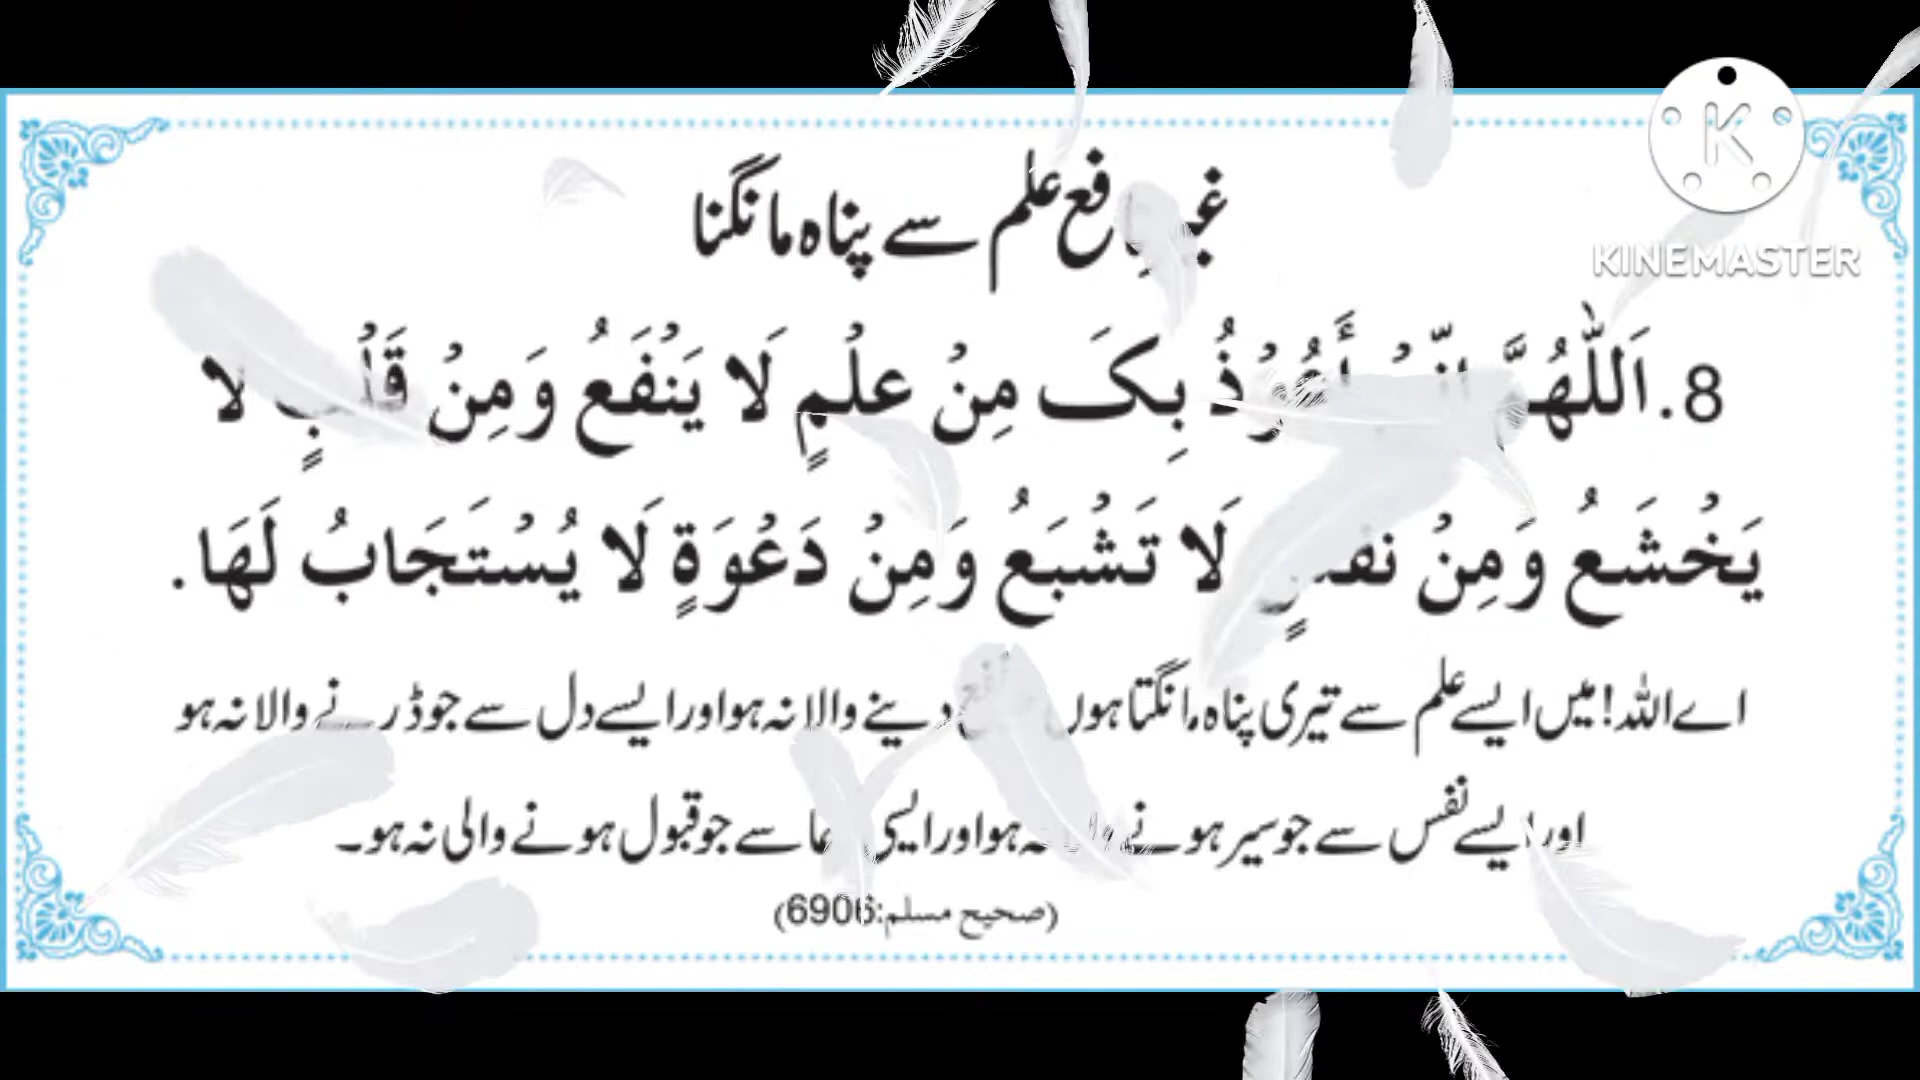 علم سے پناہ مانگنا
KINEMASTER
8. اَللّٰهُمَّ أَعُوْذُ بِکَ مِنْ عِلْمٍ لَا يَنْفَعُ وَمِنْ قَلْبٍ لَا
يَخْشَعُ وَمِنْ نَفْسٍ لَا تَشْبَعُ وَمِنْ دَعْوَةٍ لَا يُسْتَجَابُ لَهَا.
اے اللہ! میں ایسے علم سے تیری پناہ مانگتا ہوں دینے والا نہ ہو اور ایسے دل سے جو ڈرنے والا نہ ہو
اور ایسے نفس سے جو سیر ہونے ہو اور ایسی سے جو قبول ہونے والی نہ ہو۔
(صحیح مسلم:6906)